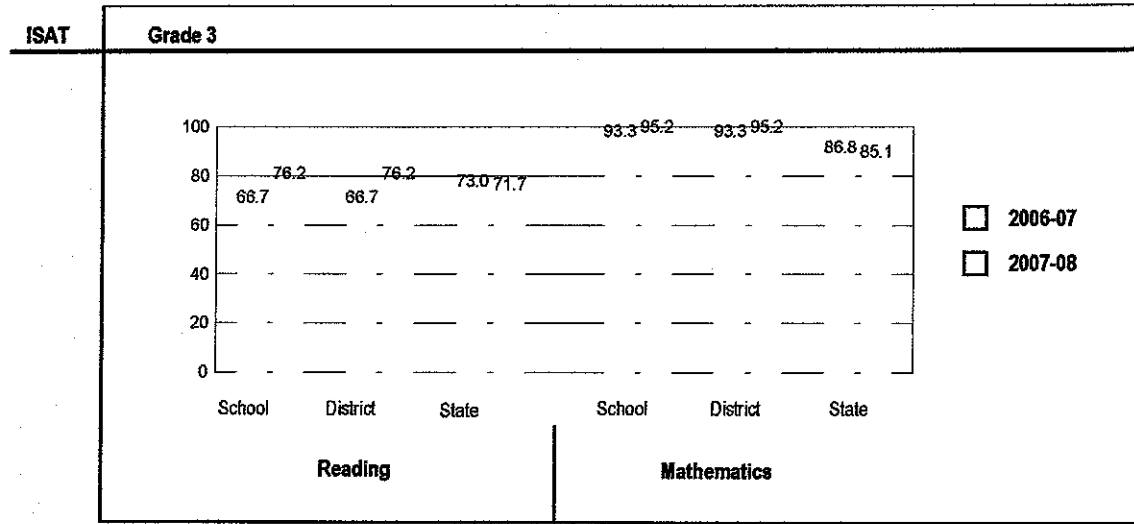 ISAT Grade 3
100
80
60
40
20
0
66.7 76.2 66.7 76.2 73.0 71.7 93.3 95.2 93.3 95.2 86.8 85.1
School District State School District State
Reading Mathematics
2006-07
2007-08